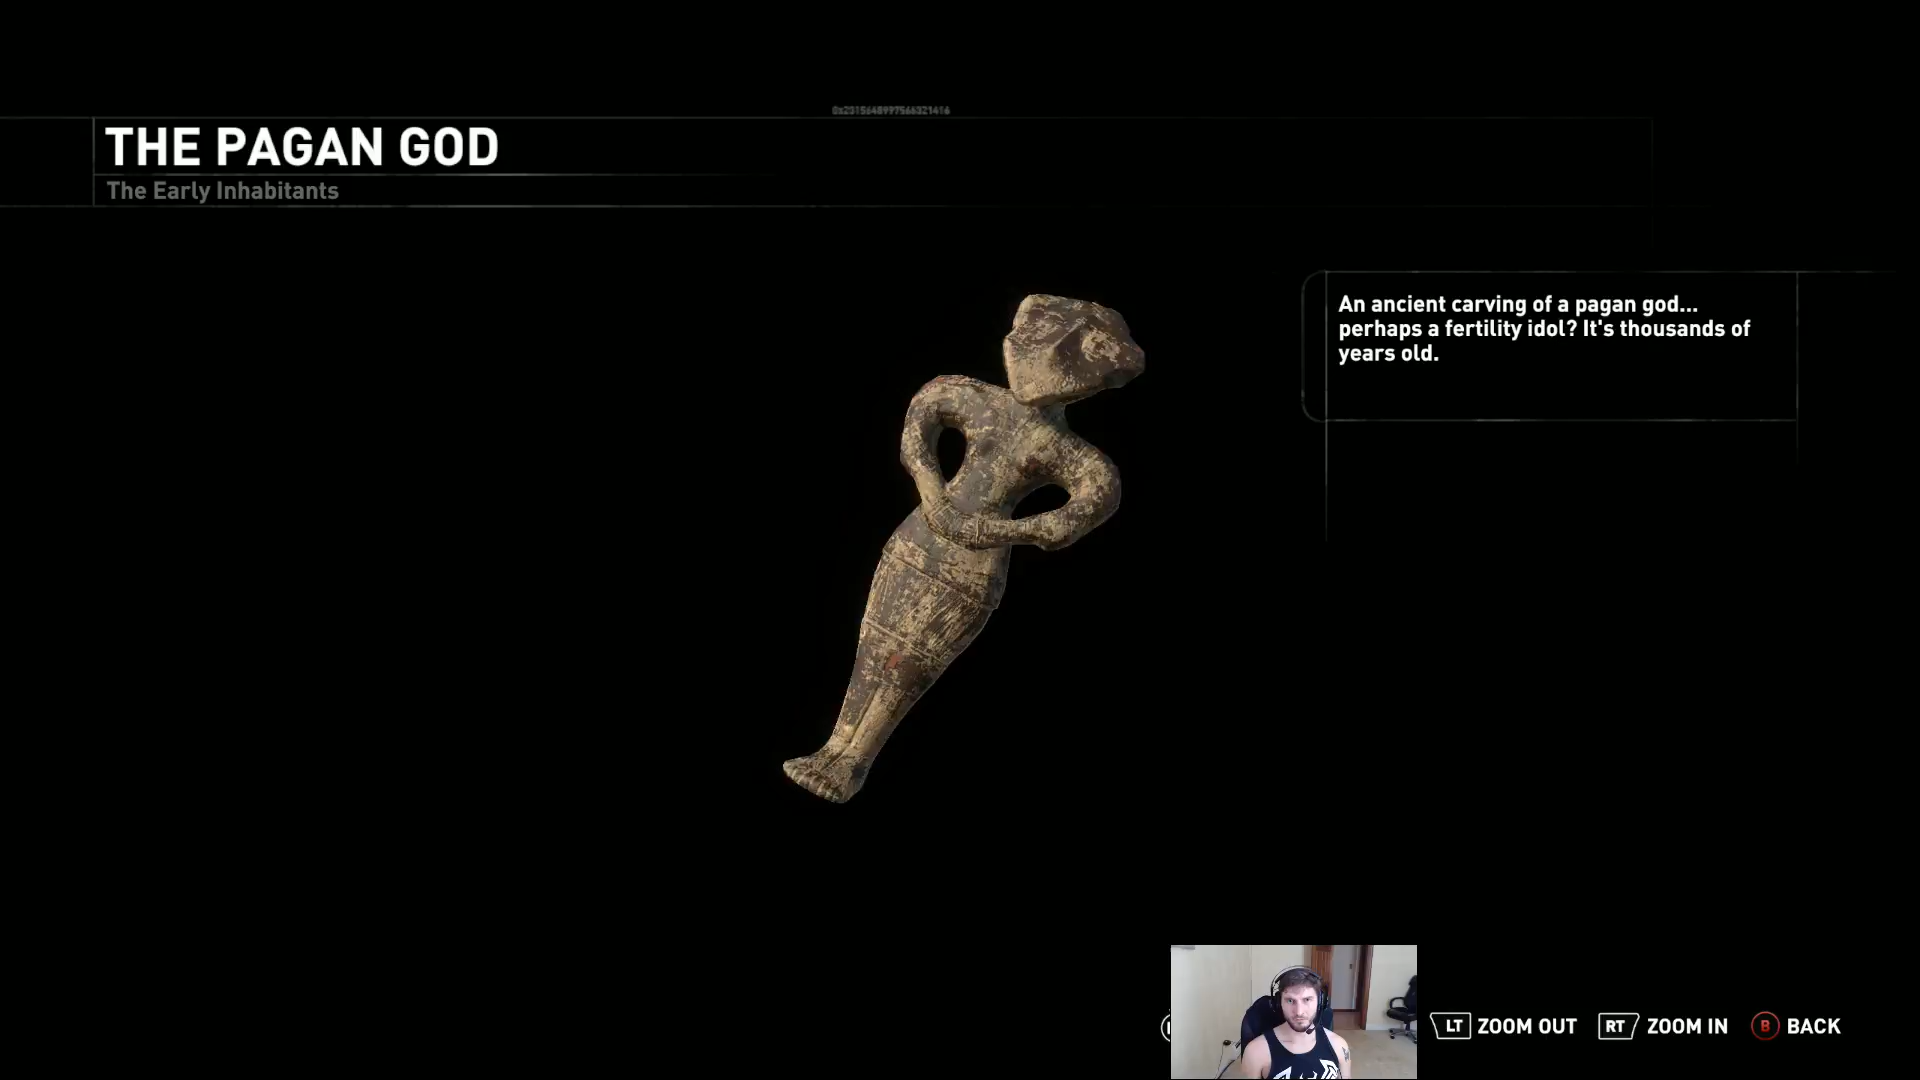 0x2315648997566321416
THE PAGAN GOD
The Early Inhabitants
An ancient carving of a pagan god...
perhaps a fertility idol? It's thousands of
years old.
LT ZOOM OUT RT ZOOM IN B BACK